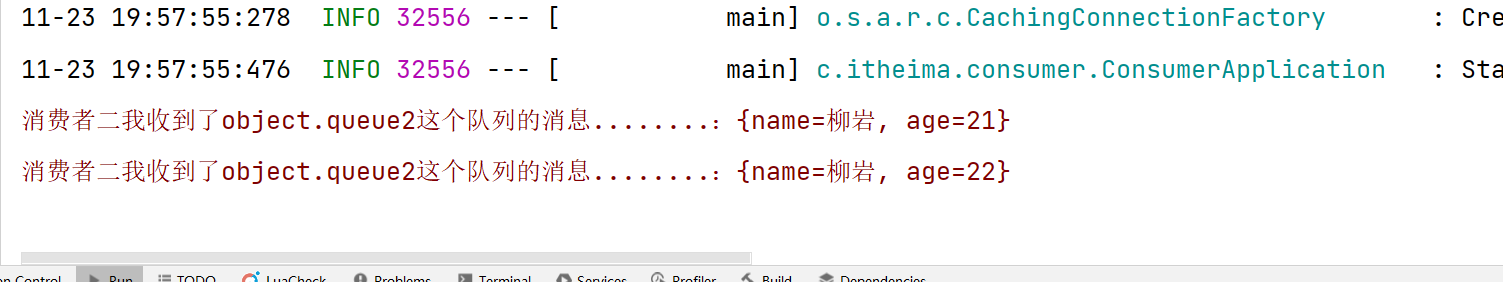 11-23 19:57:55:278  INFO 32556 --- [           main] o.s.a.r.c.CachingConnectionFactory       : Cre
11-23 19:57:55:476  INFO 32556 --- [           main] c.itheima.consumer.ConsumerApplication   : Sta
消费者二我收到了object.queue2这个队列的消息........：{name=柳岩, age=21}
消费者二我收到了object.queue2这个队列的消息........：{name=柳岩, age=22}
on Control Run TODO LuaCheck Problems Terminal Services Profiler Build Dependencies